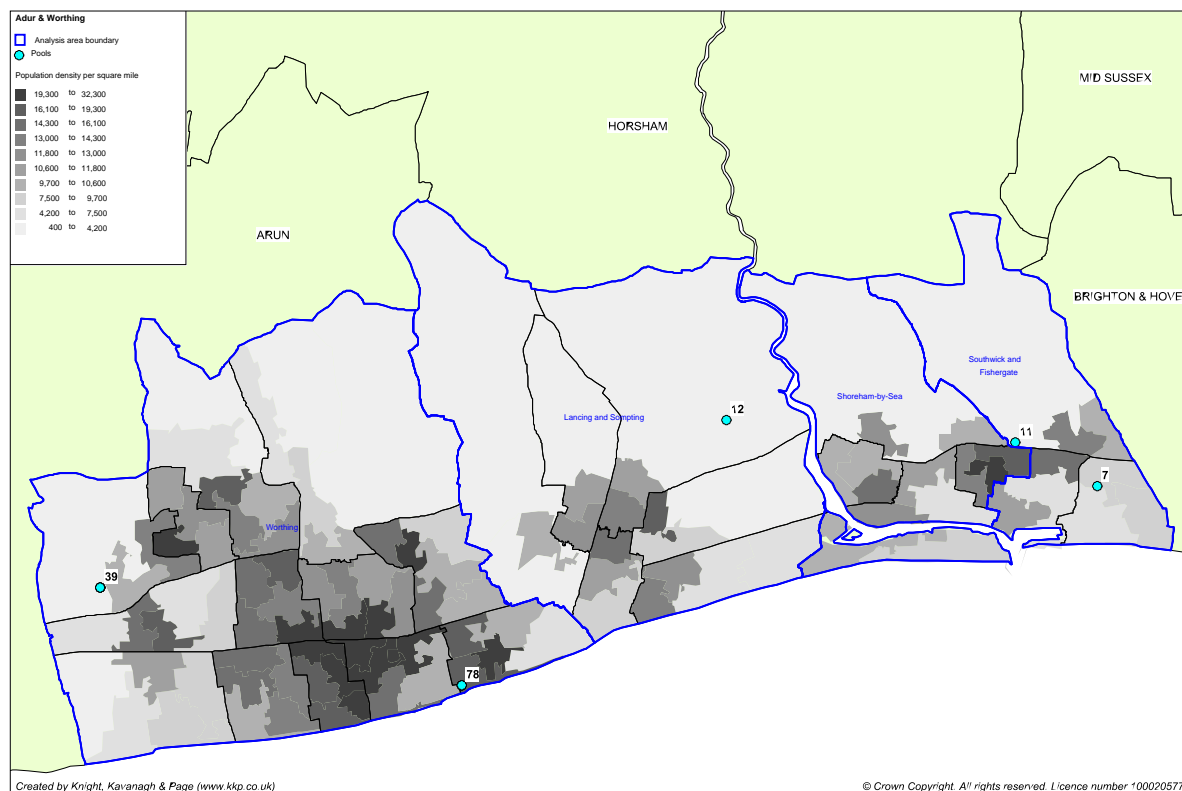 Adur & Worthing
Analysis area boundary
Pools
Population density per square mile
19,300 to 32,300
16,100 to 19,300
14,300 to 16,100
13,000 to 14,300
11,800 to 13,000
10,600 to 11,800
9,700 to 10,600
7,500 to 9,700
4,200 to 7,500
400 to 4,200
MID SUSSEX
HORSHAM
ARUN
BRIGHTON & HOVE
Southwick and
Fishergate
Shoreham-by-Sea
Lancing and Sompting
12
11
7
Worthing
39
78
Created by Knight, Kavanagh & Page (www.kkp.co.uk)
© Crown Copyright. All rights reserved. Licence number 100020577